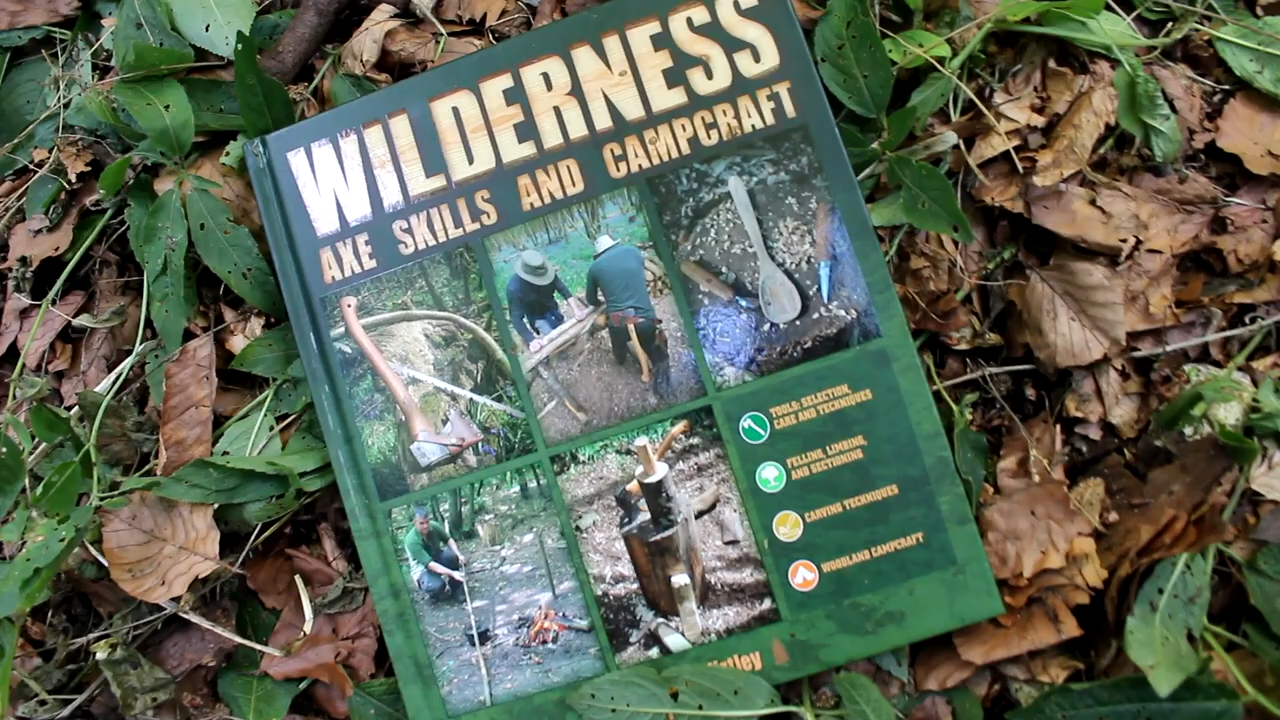 WILDERNESS
AXE SKILLS AND CAMPCRAFT
TOOLS: SELECTION,
CARE AND TECHNIQUES
FELLING, LIMBING,
AND SECTIONING
CARVING TECHNIQUES
WOODLAND CAMPCRAFT